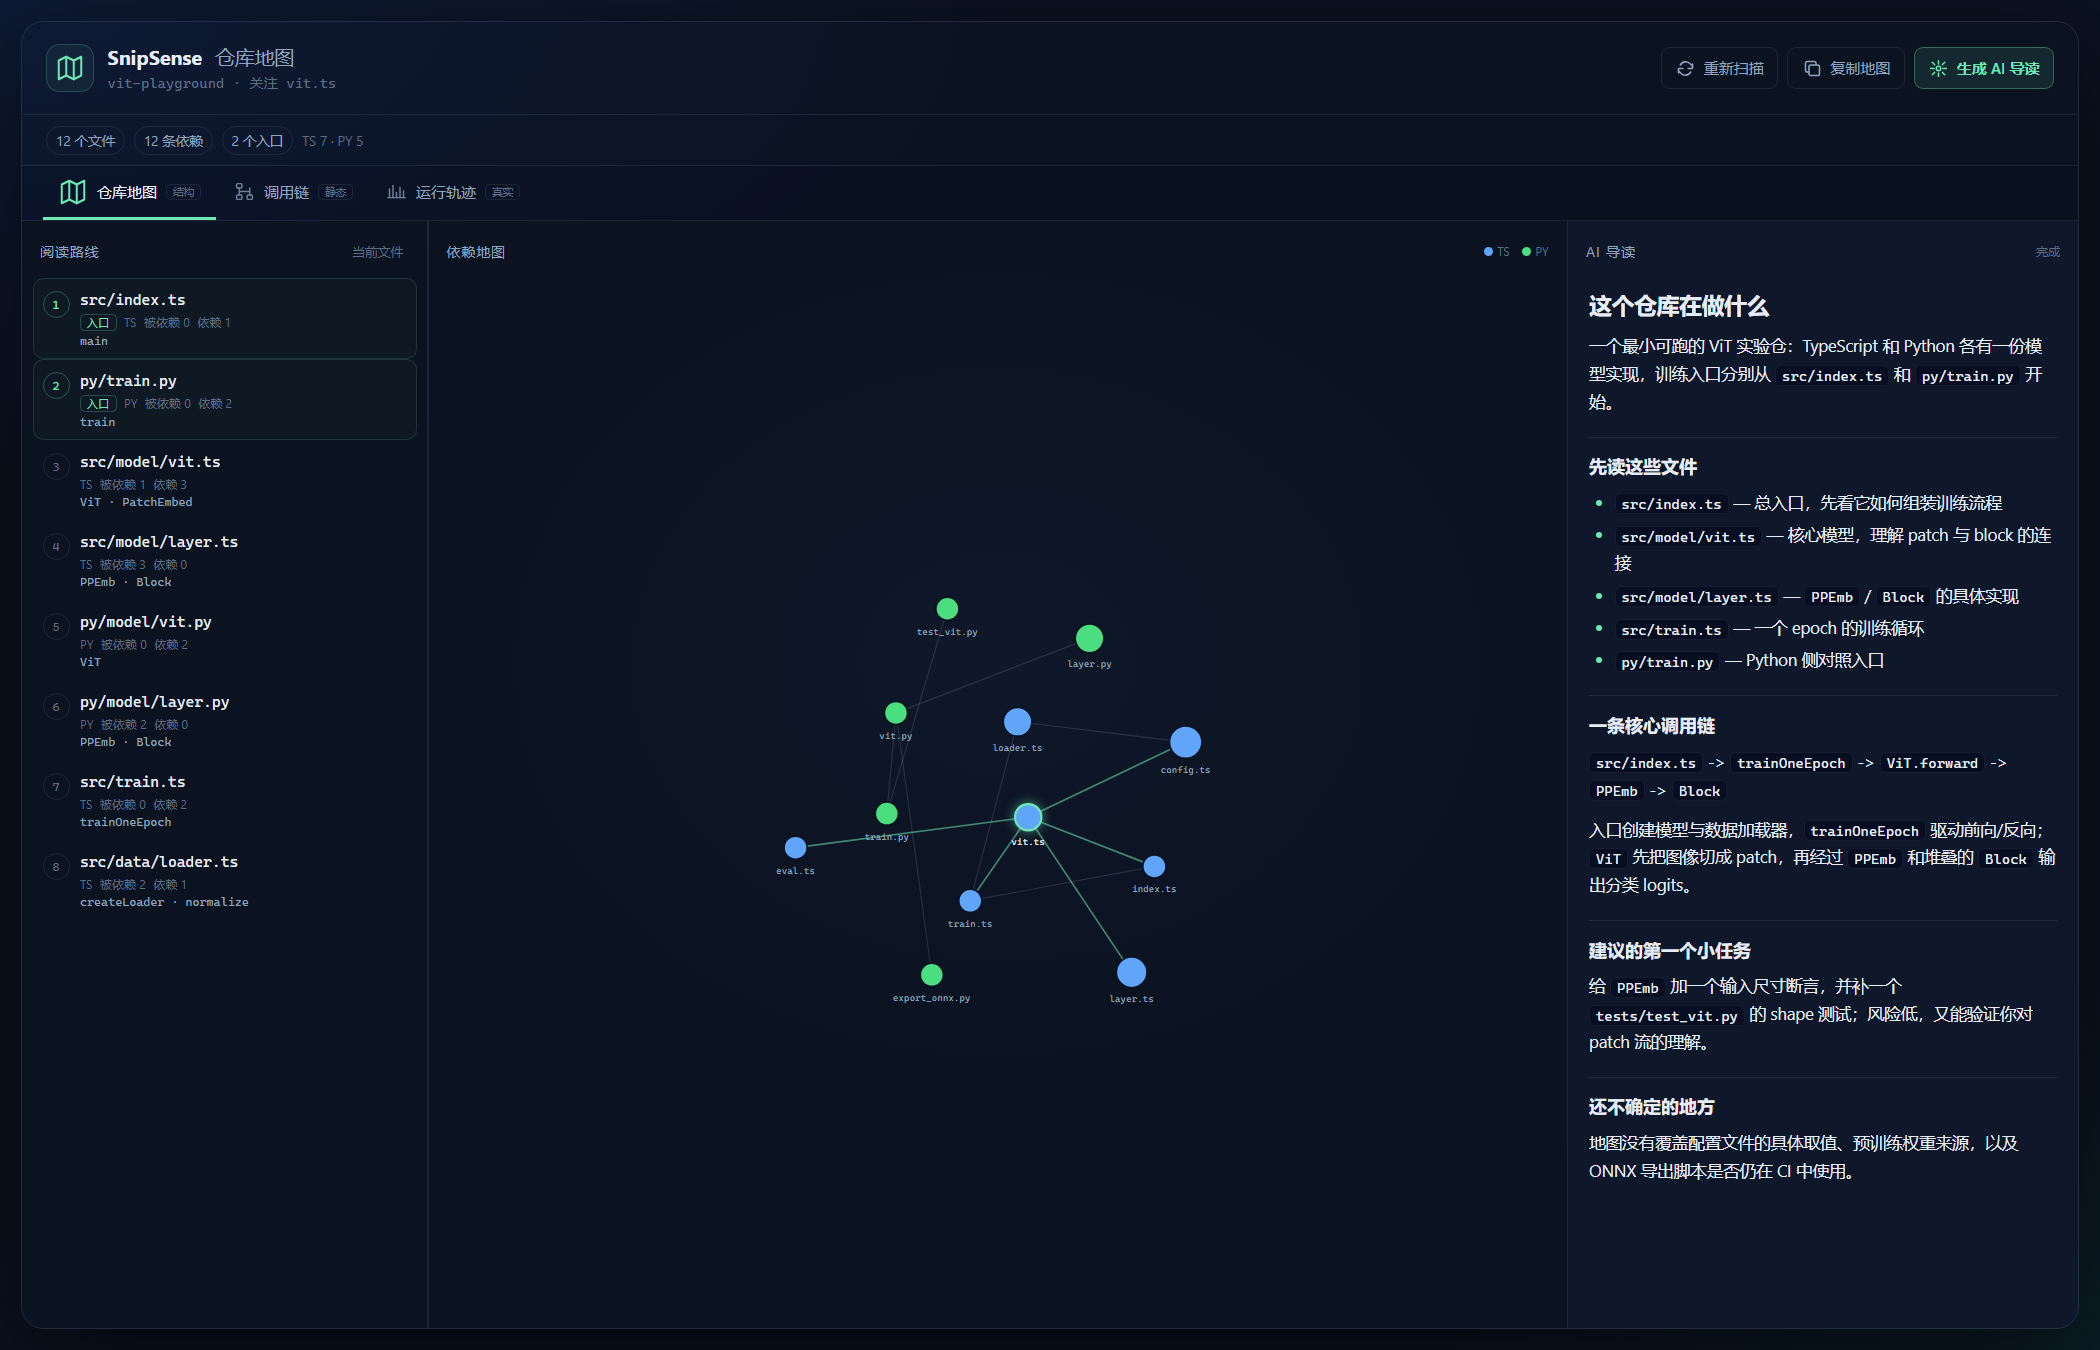 SnipSense 仓库地图
vit-playground · 关注 vit.ts
重新扫描
复制地图
生成 AI 导读
12 个文件
12 条依赖
2 个入口
TS 7 · PY 5
仓库地图 结构
调用链 静态
运行轨迹 真实
阅读路线
当前文件
1
src/index.ts
入口 TS 被依赖 0 依赖 1
main
2
py/train.py
入口 PY 被依赖 0 依赖 2
train
3
src/model/vit.ts
TS 被依赖 1 依赖 3
ViT · PatchEmbed
4
src/model/layer.ts
TS 被依赖 3 依赖 0
PPEmb · Block
5
py/model/vit.py
PY 被依赖 0 依赖 2
ViT
6
py/model/layer.py
PY 被依赖 2 依赖 0
PPEmb · Block
7
src/train.ts
TS 被依赖 0 依赖 2
trainOneEpoch
8
src/data/loader.ts
TS 被依赖 2 依赖 1
createLoader · normalize
依赖地图
TS
PY
test_vit.py
layer.py
vit.py
loader.ts
config.ts
train.py
vit.ts
eval.ts
index.ts
train.ts
export_onnx.py
layer.ts
AI 导读
完成
这个仓库在做什么
一个最小可跑的 ViT 实验仓：TypeScript 和 Python 各有一份模
型实现，训练入口分别从 src/index.ts 和 py/train.py 开
始。
先读这些文件
src/index.ts — 总入口，先看它如何组装训练流程
src/model/vit.ts — 核心模型，理解 patch 与 block 的连
接
src/model/layer.ts — PPEmb / Block 的具体实现
src/train.ts — 一个 epoch 的训练循环
py/train.py — Python 侧对照入口
一条核心调用链
src/index.ts -> trainOneEpoch -> ViT.forward ->
PPEmb -> Block
入口创建模型与数据加载器，trainOneEpoch 驱动前向/反向；
ViT 先把图像切成 patch，再经过 PPEmb 和堆叠的 Block 输
出分类 logits。
建议的第一个小任务
给 PPEmb 加一个输入尺寸断言，并补一个
tests/test_vit.py 的 shape 测试；风险低，又能验证你对
patch 流的理解。
还不确定的地方
地图没有覆盖配置文件的具体取值、预训练权重来源，以及
ONNX 导出脚本是否仍在 CI 中使用。